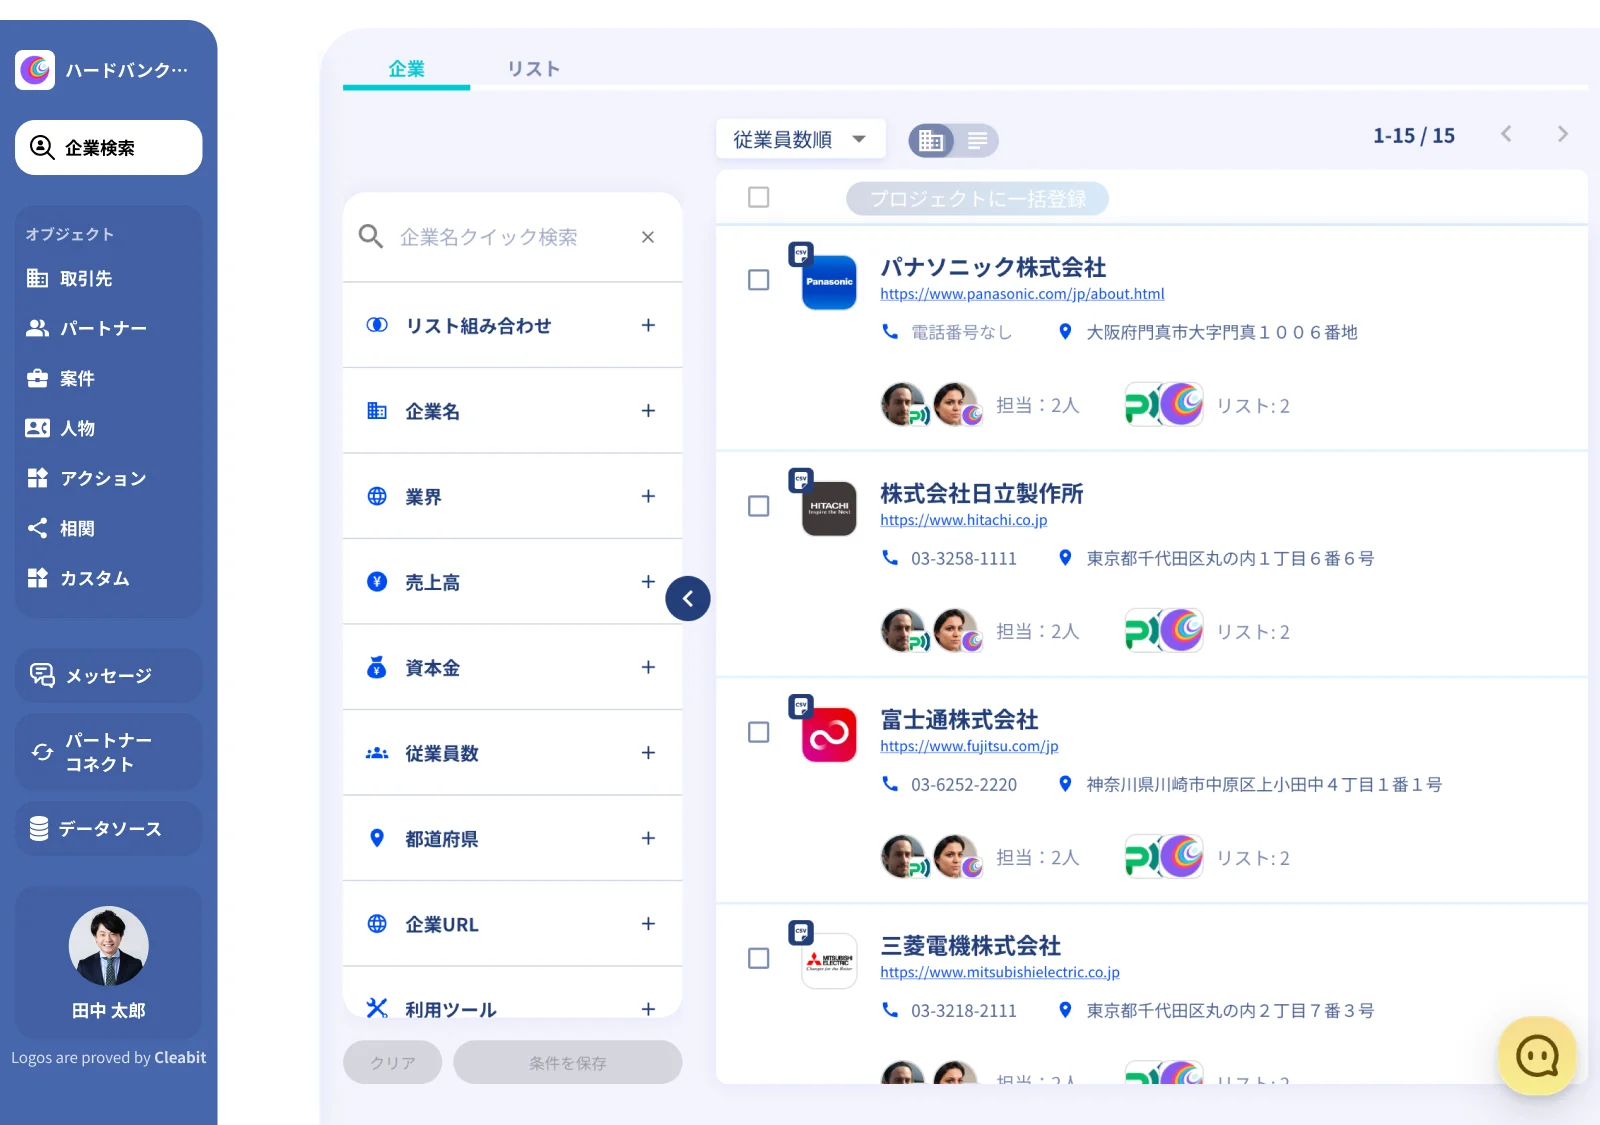 ハードバンク…
企業検索
オブジェクト
取引先
パートナー
案件
人物
アクション
相関
カスタム
メッセージ
パートナー
コネクト
データソース
田中 太郎
Logos are proved by Cleabit
企業
リスト
従業員数順
1-15 / 15
企業名クイック検索
リスト組み合わせ
企業名
業界
売上高
資本金
従業員数
都道府県
企業URL
利用ツール
クリア
条件を保存
プロジェクトに一括登録
CSV
Panasonic
パナソニック株式会社
https://www.panasonic.com/jp/about.html
電話番号なし
大阪府門真市大字門真１００６番地
担当：2人
リスト: 2
CSV
HITACHI
Inspire the Next
株式会社日立製作所
https://www.hitachi.co.jp
03-3258-1111
東京都千代田区丸の内１丁目６番６号
担当：2人
リスト: 2
CSV
富士通株式会社
https://www.fujitsu.com/jp
03-6252-2220
神奈川県川崎市中原区上小田中４丁目１番１号
担当：2人
リスト: 2
CSV
MITSUBISHI
ELECTRIC
Changes for the Better
三菱電機株式会社
https://www.mitsubishielectric.co.jp
03-3218-2111
東京都千代田区丸の内２丁目７番３号
担当：2人
リスト: 2